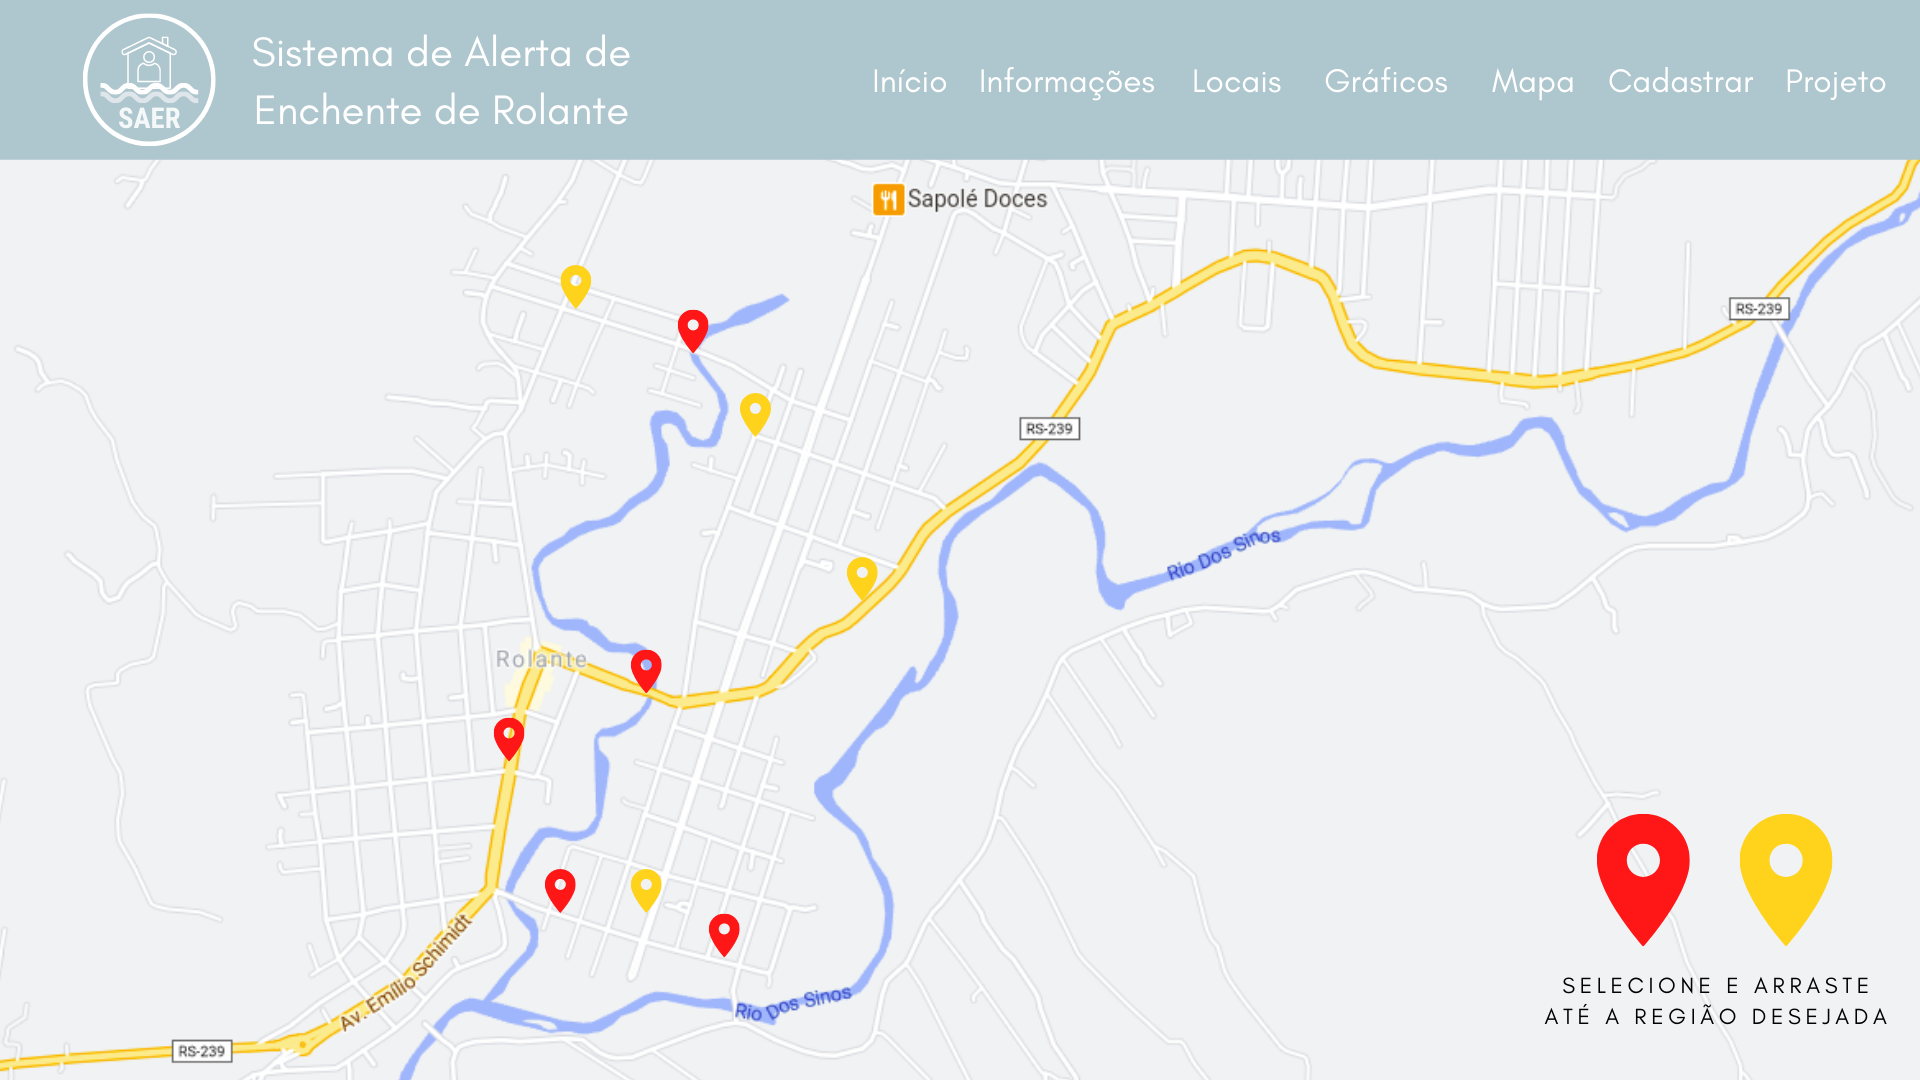 Sistema de Alerta de
Enchente de Rolante
SAER
Início Informações Locais Gráficos Mapa Cadastrar Projeto
Sapolé Doces
RS-239
RS-239
Rio Dos Sinos
Rolante
Av. Emílio Schimidt
Rio Dos Sinos
RS-239
SELECIONE E ARRASTE
ATÉ A REGIÃO DESEJADA